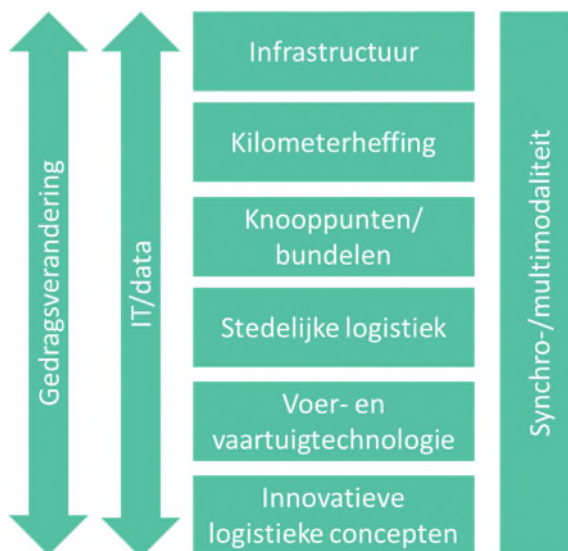 Gedragsverandering
IT/data
Infrastructuur
Kilometerheffing
Knooppunten/
bundelen
Stedelijke logistiek
Voer- en
vaartuigtechnologie
Innovatieve
logistieke concepten
Synchro-/multimodaliteit